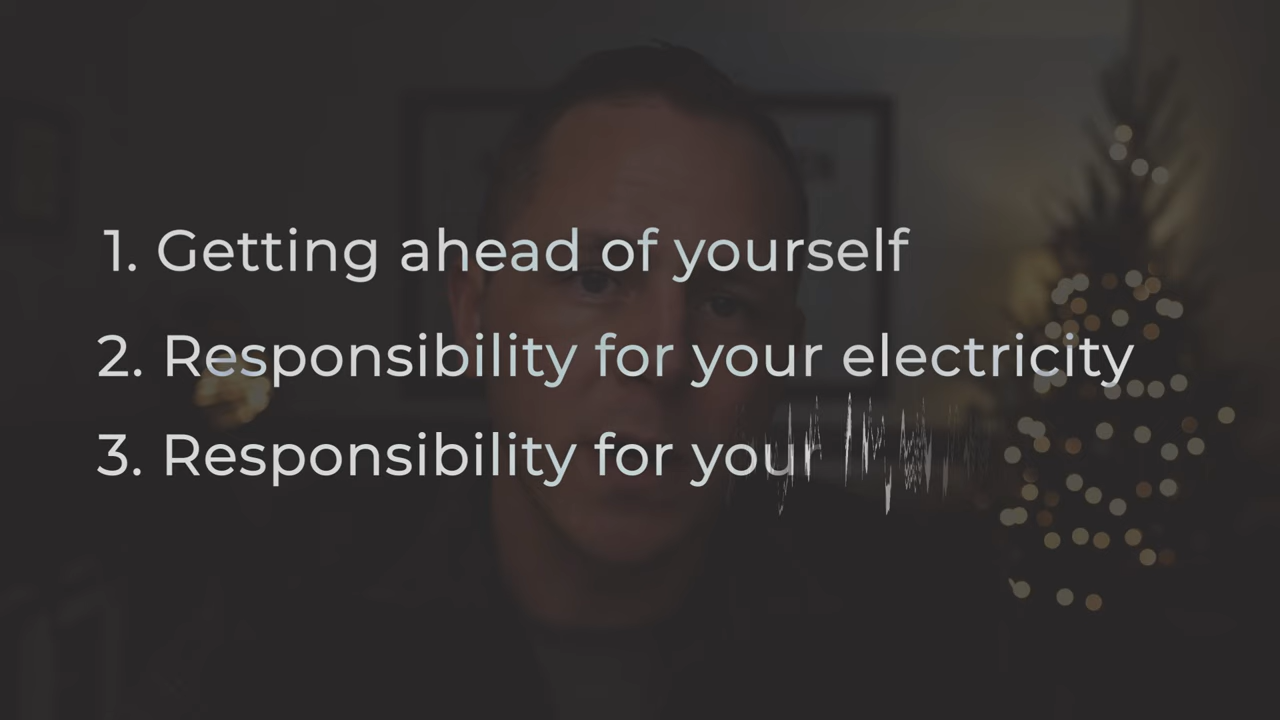 1. Getting ahead of yourself
2. Responsibility for your electricity
3. Responsibility for your